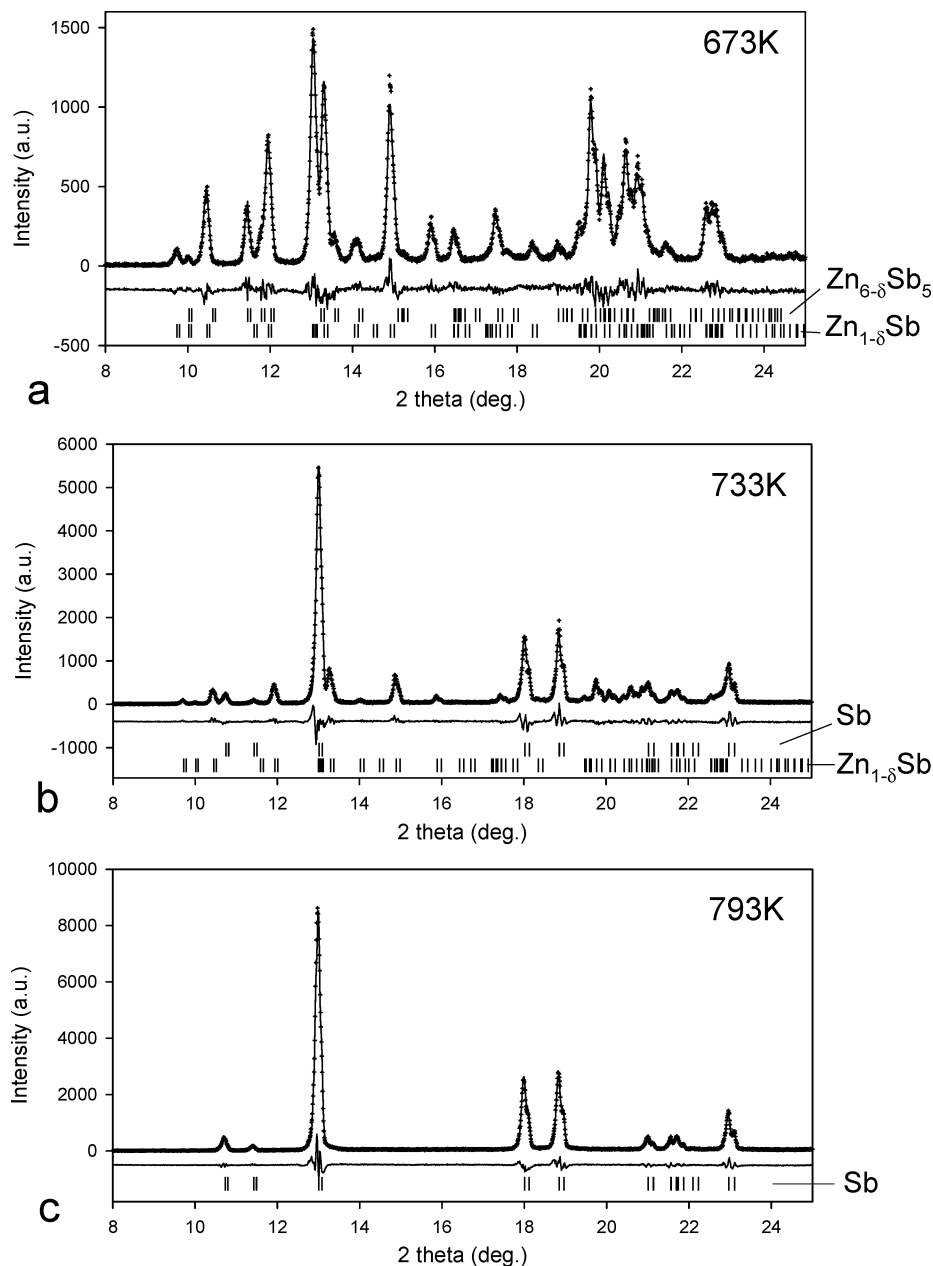 1500
673K
1000
Intensity (a.u.)
500
0
Zn6-δSb5
Zn1-δSb
-500
8 10 12 14 16 18 20 22 24
2 theta (deg.)
a
6000
733K
5000
4000
Intensity (a.u.)
3000
2000
1000
0
Sb
-1000
Zn1-δSb
8 10 12 14 16 18 20 22 24
2 theta (deg.)
b
10000
793K
8000
Intensity (a.u.)
6000
4000
2000
0
Sb
8 10 12 14 16 18 20 22 24
2 theta (deg.)
c